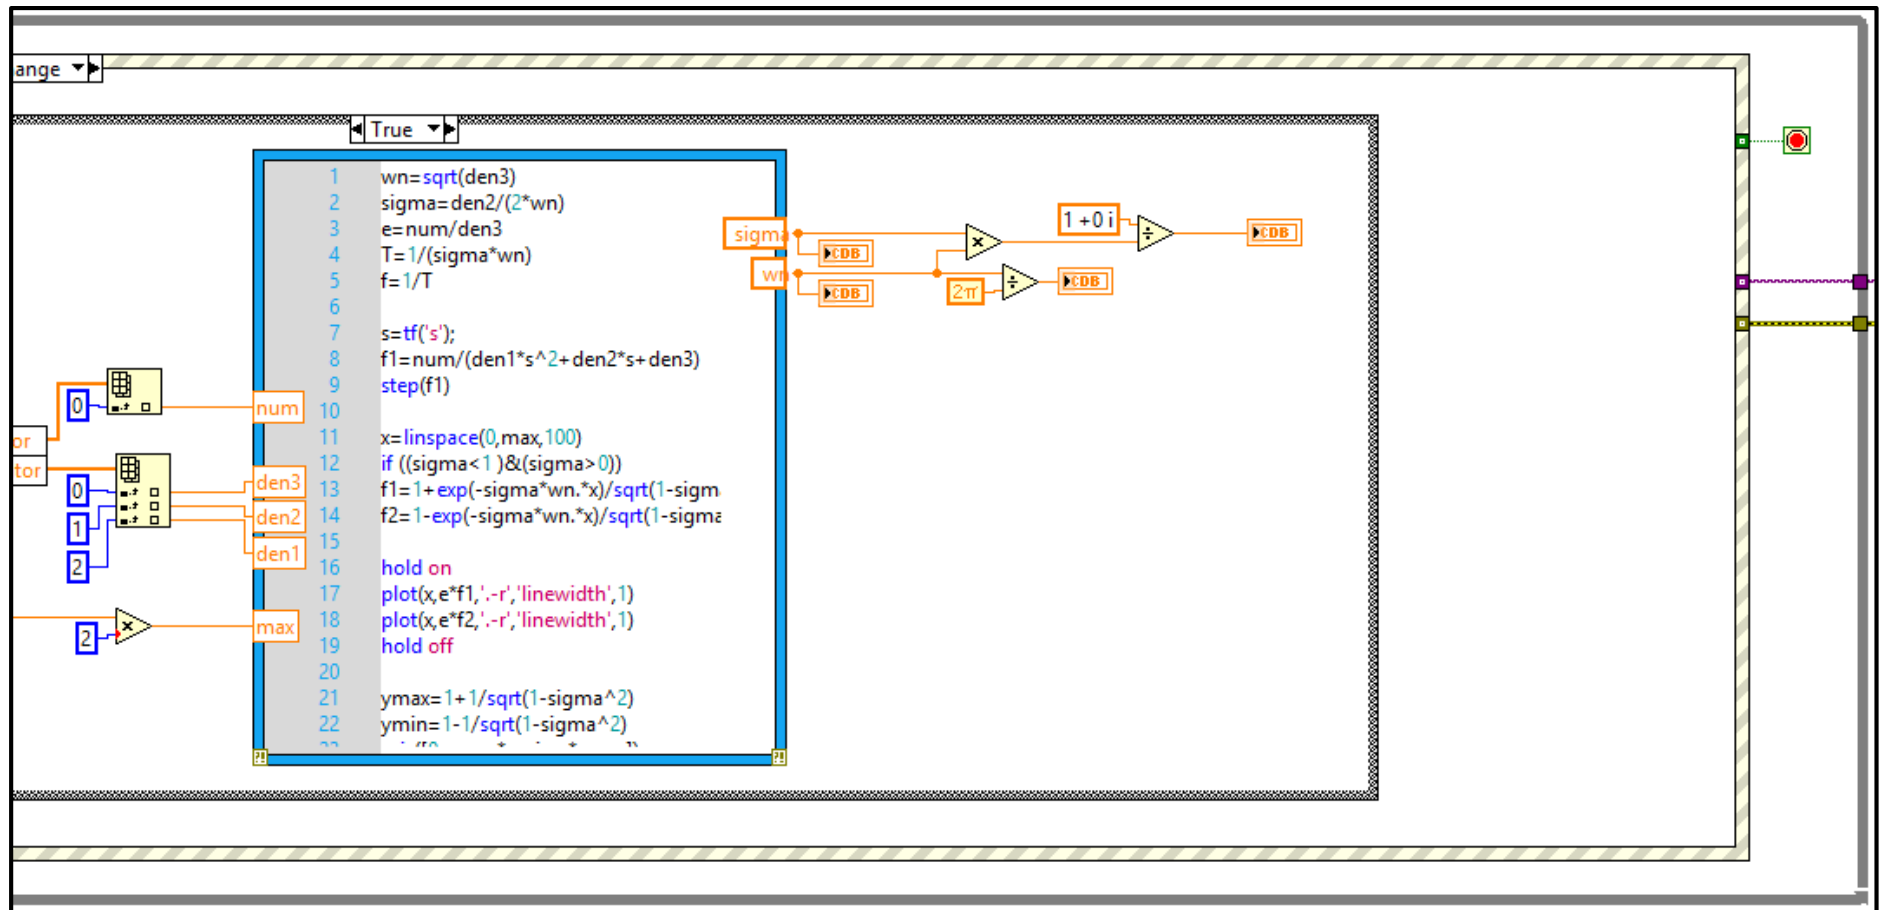 ange
True
1 wn=sqrt(den3)
2 sigma=den2/(2*wn)
3 e=num/den3
4 T=1/(sigma*wn)
5 f=1/T
6
7 s=tf('s');
8 f1=num/(den1*s^2+den2*s+den3)
9 step(f1)
10
11 x=linspace(0,max,100)
12 if ((sigma<1 )&(sigma>0))
13 f1=1+exp(-sigma*wn.*x)/sqrt(1-sigm
14 f2=1-exp(-sigma*wn.*x)/sqrt(1-sigma
15
16 hold on
17 plot(x,e*f1,'.-r','linewidth',1)
18 plot(x,e*f2,'.-r','linewidth',1)
19 hold off
20
21 ymax=1+1/sqrt(1-sigma^2)
22 ymin=1-1/sqrt(1-sigma^2)
0
num
or
tor
0
1
2
den3
den2
den1
2
max
sigma
wn
1 +0 i
CDB
CDB
2π
CDB
CDB